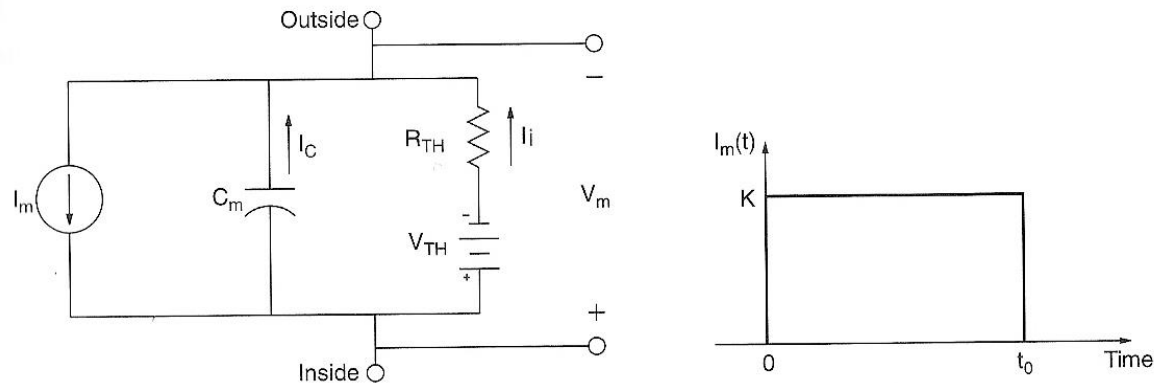 Outside
−
R_TH
I_i
I_C
I_m
C_m
V_m
-
V_TH
+
+
Inside
I_m(t)
K
0
t_0
Time